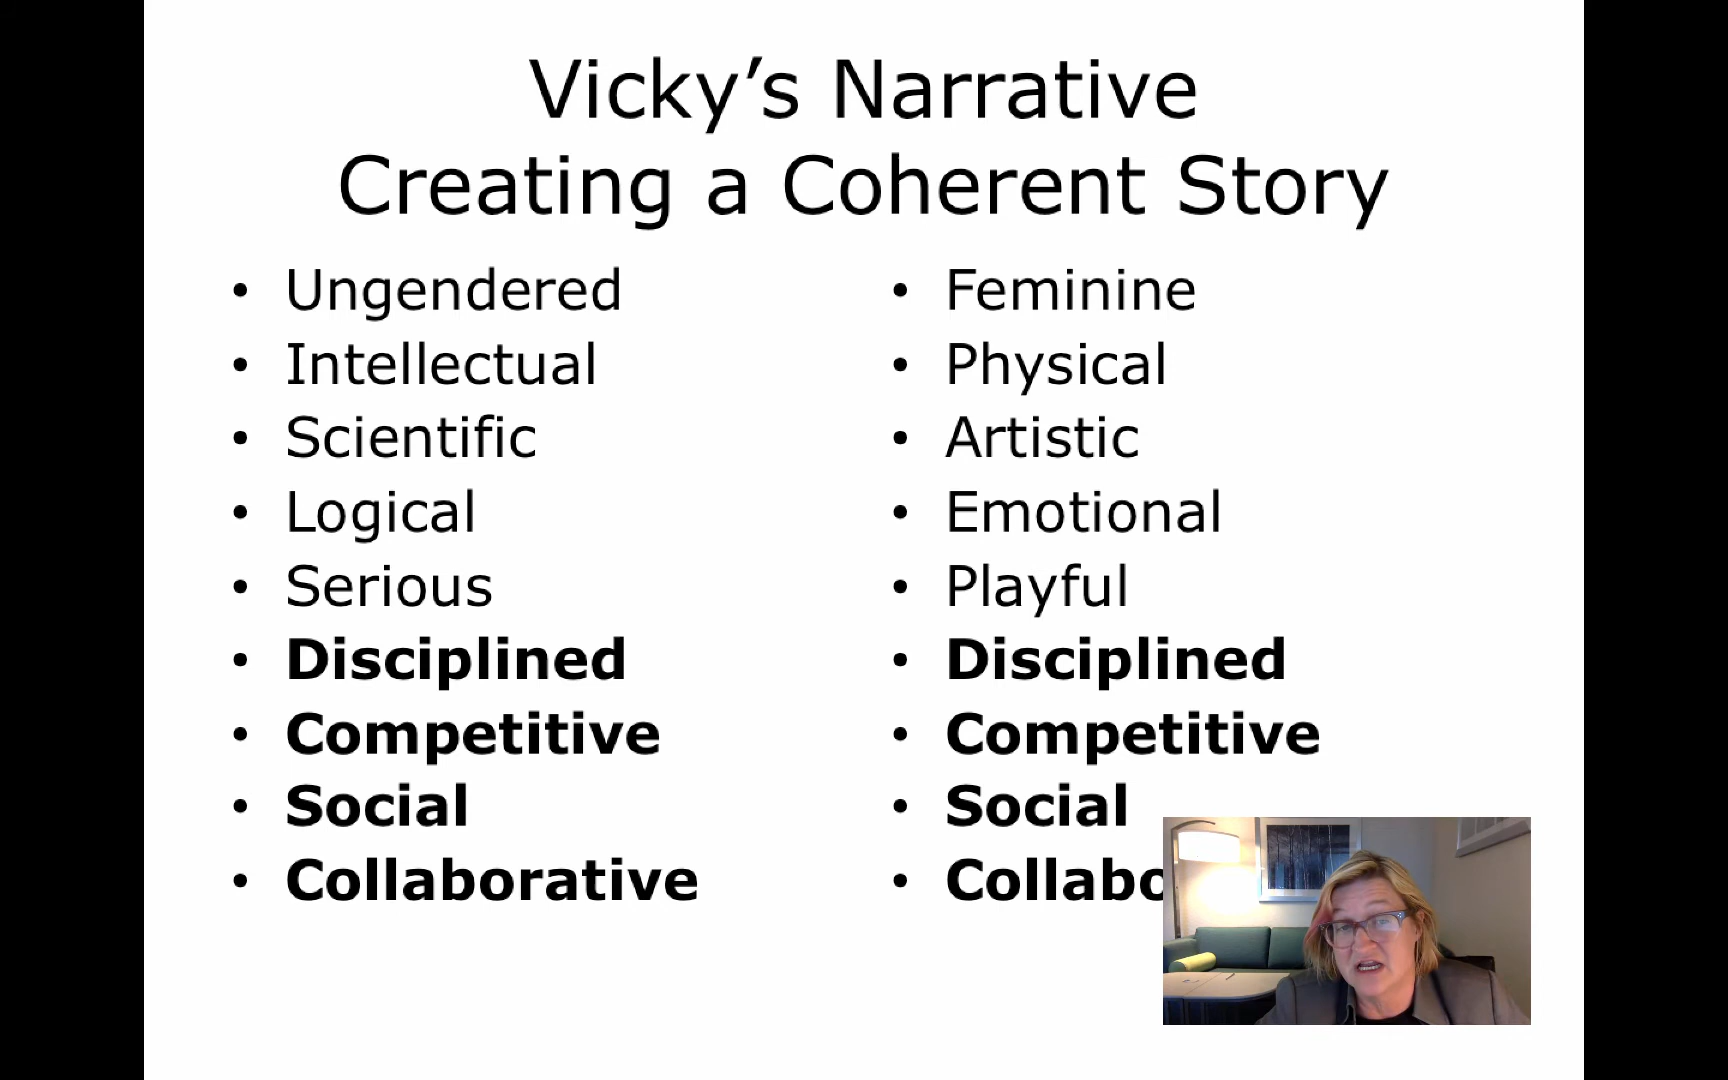 Vicky’s Narrative
Creating a Coherent Story
• Ungendered
• Intellectual
• Scientific
• Logical
• Serious
• Disciplined
• Competitive
• Social
• Collaborative
• Feminine
• Physical
• Artistic
• Emotional
• Playful
• Disciplined
• Competitive
• Social
• Collabo